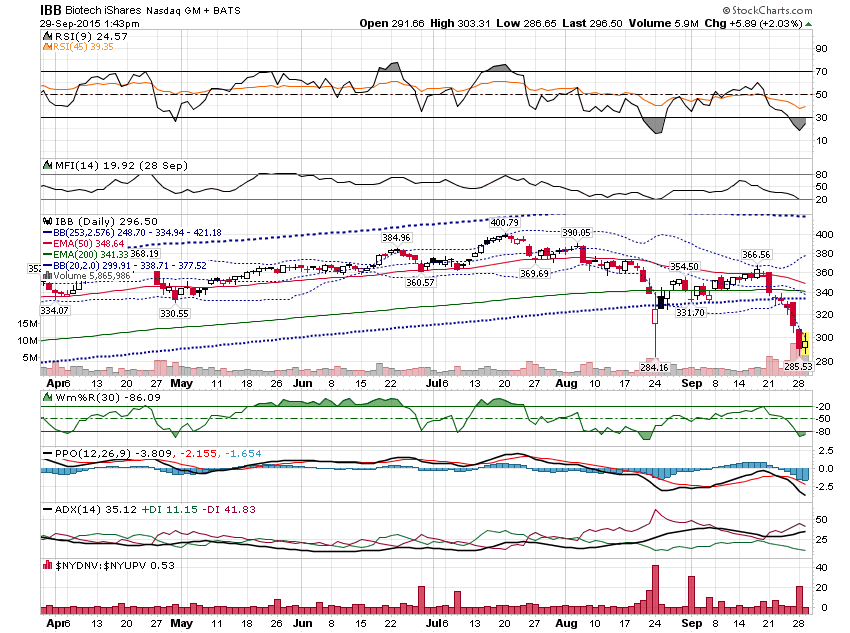 IBB Biotech iShares Nasdaq GM + BATS
© StockCharts.com
29-Sep-2015 1:43pm
Open 291.66 High 303.31 Low 286.65 Last 296.50 Volume 5.9M Chg +5.89 (+2.03%)
RSI(9) 24.57
RSI(45) 39.35
90
70
50
30
10
MFI(14) 19.92 (28 Sep)
80
50
20
IBB (Daily) 296.50
BB(253,2.576) 248.70 - 334.94 - 421.18
EMA(50) 348.64
EMA(200) 341.33
368.19
BB(20,2.0) 299.91 - 338.71 - 377.52
Volume 5,865,986
352
334.07
330.55
384.96
360.57
400.79
369.69
390.05
354.50
331.70
366.56
284.16
285.53
400
380
360
340
320
300
280
15M
10M
5M
Apr 6 13 20 27 May 11 18 26 Jun 8 15 22 Jul 6 13 20 27 Aug 10 17 24 Sep 8 14 21 28
Wm%R(30) -86.09
-20
-50
-80
PPO(12,26,9) -3.809, -2.155, -1.654
2.5
0.0
-2.5
ADX(14) 35.12 +DI 11.15 -DI 41.83
50
25
$NYDNV:$NYUPV 0.53
40
20
0
Apr 6 13 20 27 May 11 18 26 Jun 8 15 22 Jul 6 13 20 27 Aug 10 17 24 Sep 8 14 21 28